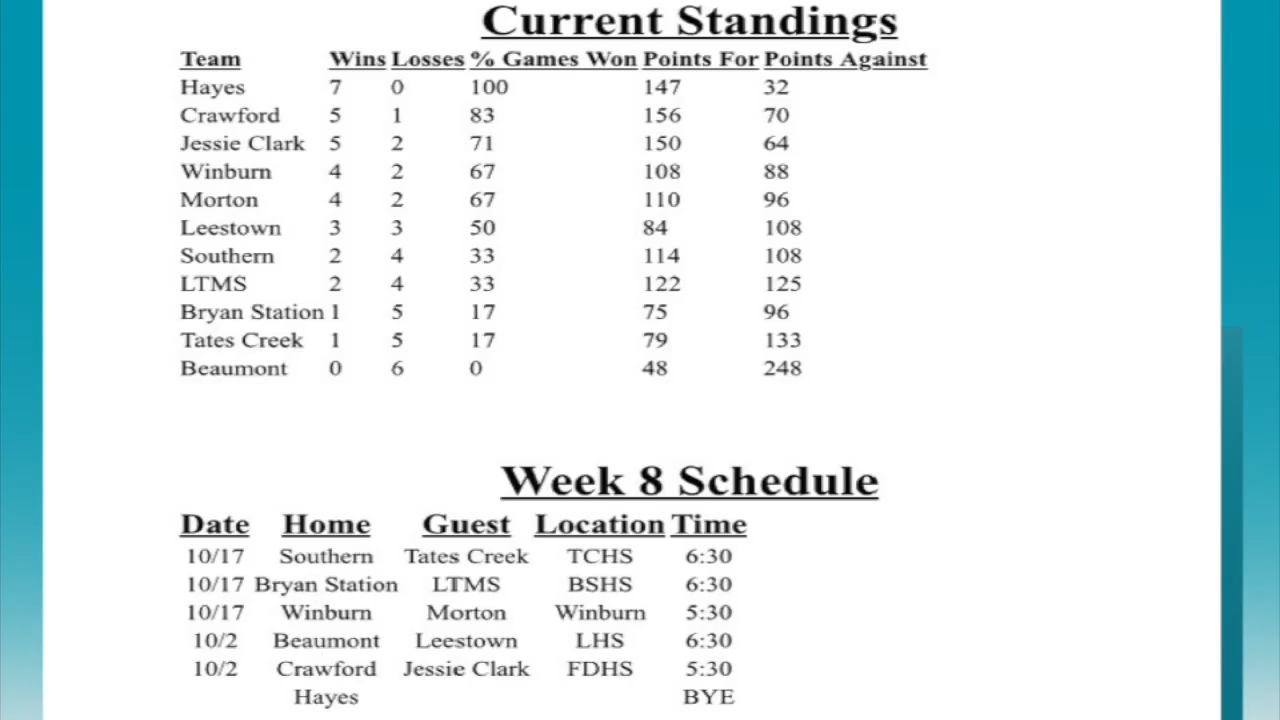 Current Standings
Team Wins Losses % Games Won Points For Points Against
Hayes 7 0 100 147 32
Crawford 5 1 83 156 70
Jessie Clark 5 2 71 150 64
Winburn 4 2 67 108 88
Morton 4 2 67 110 96
Leestown 3 3 50 84 108
Southern 2 4 33 114 108
LTMS 2 4 33 122 125
Bryan Station 1 5 17 75 96
Tates Creek 1 5 17 79 133
Beaumont 0 6 0 48 248
Week 8 Schedule
Date Home Guest Location Time
10/17 Southern Tates Creek TCHS 6:30
10/17 Bryan Station LTMS BSHS 6:30
10/17 Winburn Morton Winburn 5:30
10/2 Beaumont Leestown LHS 6:30
10/2 Crawford Jessie Clark FDHS 5:30
Hayes BYE